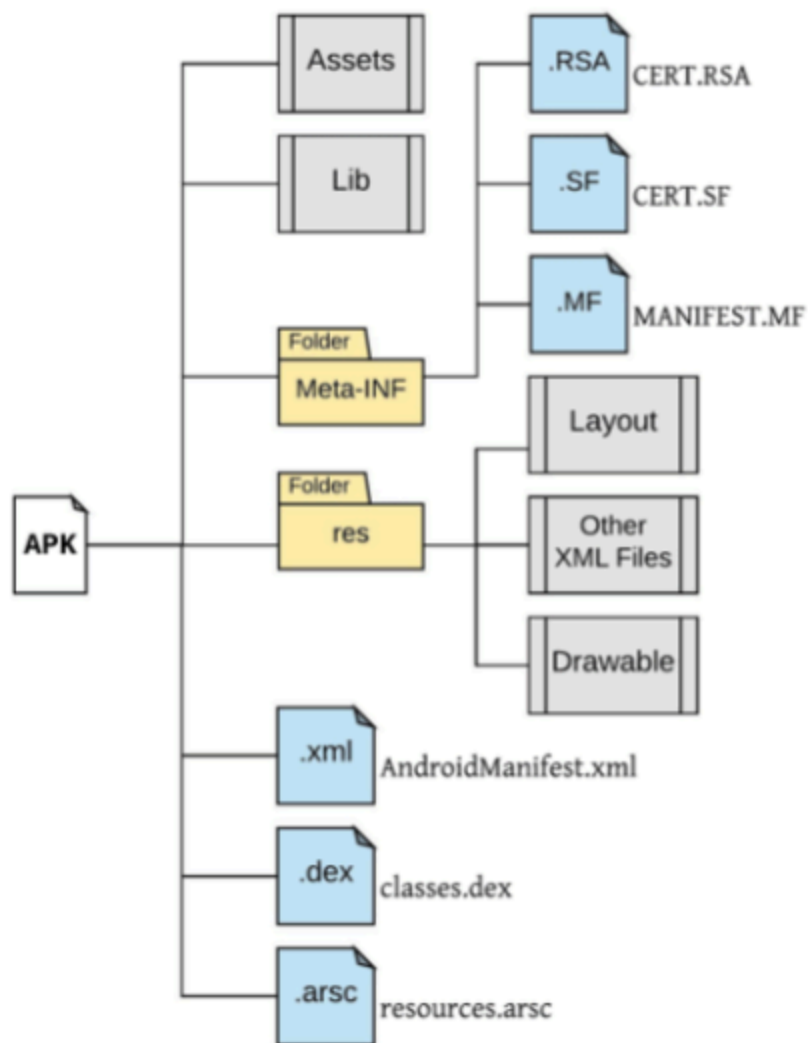 Assets
.RSA
CERT.RSA
Lib
.SF
CERT.SF
.MF
MANIFEST.MF
Folder
Meta-INF
Layout
Folder
res
APK
Other
XML Files
Drawable
.xml
AndroidManifest.xml
.dex
classes.dex
.arsc
resources.arsc